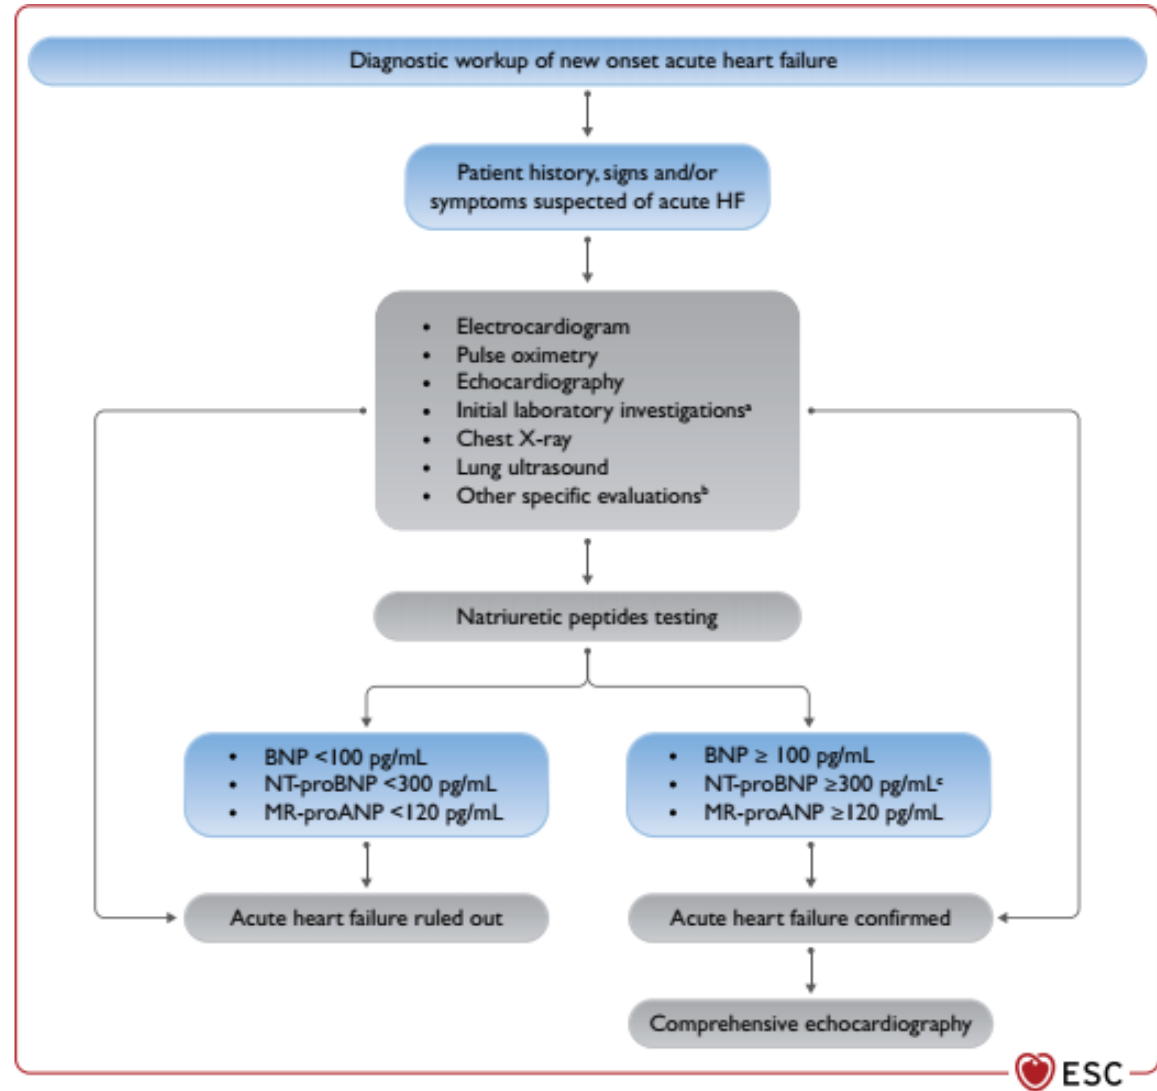 Diagnostic workup of new onset acute heart failure
Patient history, signs and/or
symptoms suspected of acute HF
• Electrocardiogram
• Pulse oximetry
• Echocardiography
• Initial laboratory investigationsᵃ
• Chest X-ray
• Lung ultrasound
• Other specific evaluationsᵇ
Natriuretic peptides testing
• BNP <100 pg/mL
• NT-proBNP <300 pg/mL
• MR-proANP <120 pg/mL
• BNP ≥ 100 pg/mL
• NT-proBNP ≥300 pg/mLᶜ
• MR-proANP ≥120 pg/mL
Acute heart failure ruled out
Acute heart failure confirmed
Comprehensive echocardiography
ESC